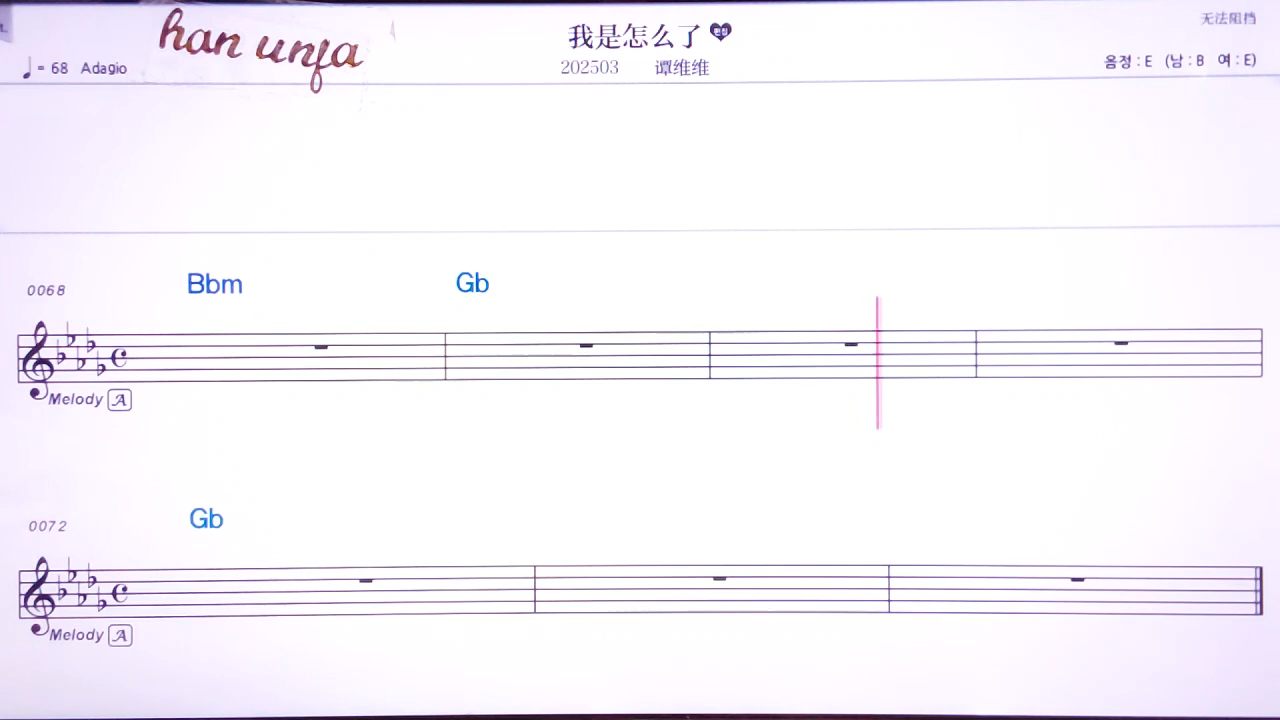 han unfa
我是怎么了
无法阻挡
= 68 Adagio
202503 谭维维
음정 : E (남 : B 여 : E)
Bbm Gb
0068
Melody A
Gb
0072
Melody A